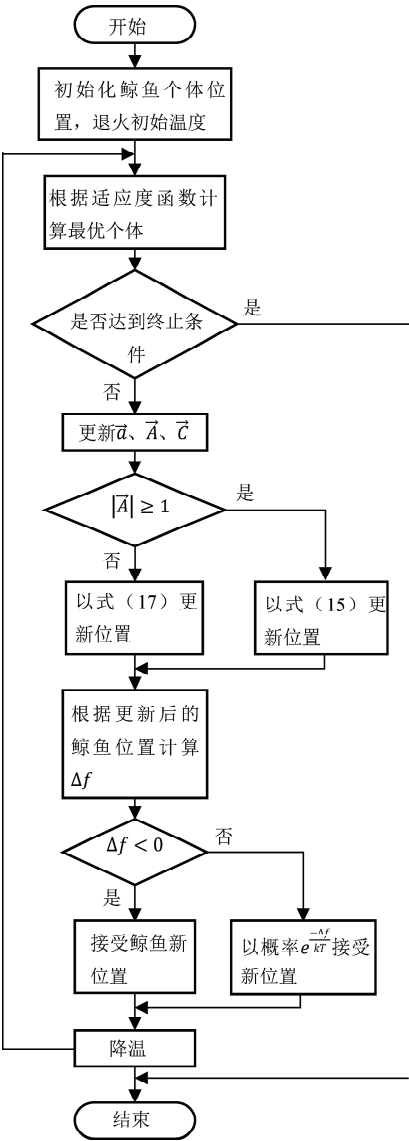 开始
初始化鲸鱼个体位
置，退火初始温度
根据适应度函数计
算最优个体
是否达到终止条
件
是
否
更新a⃗、A⃗、C⃗
|A⃗| ≥ 1
是
否
以式（17）更
新位置
以式（15）更
新位置
根据更新后的
鲸鱼位置计算
Δf
Δf < 0
否
是
接受鲸鱼新
位置
以概率e^(-Δf/kT)接受
新位置
降温
结束